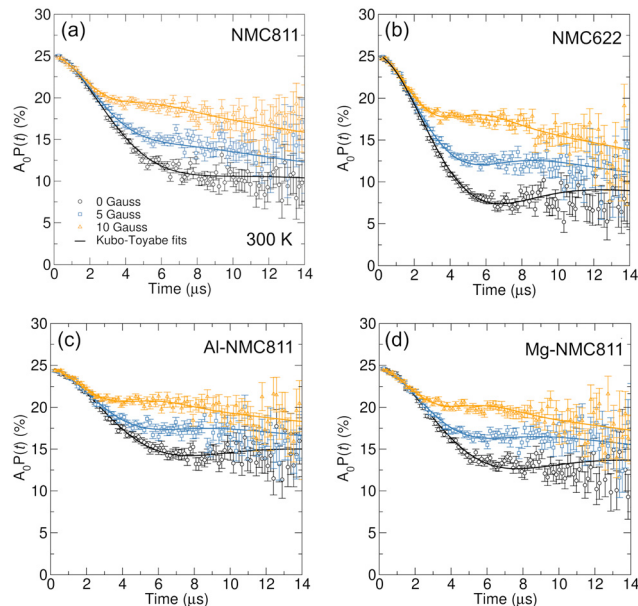 (a) NMC811
30
25
20
15
10
5
0
A₀P(t) (%)
0 Gauss
5 Gauss
10 Gauss
Kubo-Toyabe fits
300 K
0 2 4 6 8 10 12 14
Time (μs)
(b) NMC622
30
25
20
15
10
5
0
A₀P(t) (%)
0 2 4 6 8 10 12 14
Time (μs)
(c) Al-NMC811
30
25
20
15
10
5
0
A₀P(t) (%)
0 2 4 6 8 10 12 14
Time (μs)
(d) Mg-NMC811
30
25
20
15
10
5
0
A₀P(t) (%)
0 2 4 6 8 10 12 14
Time (μs)